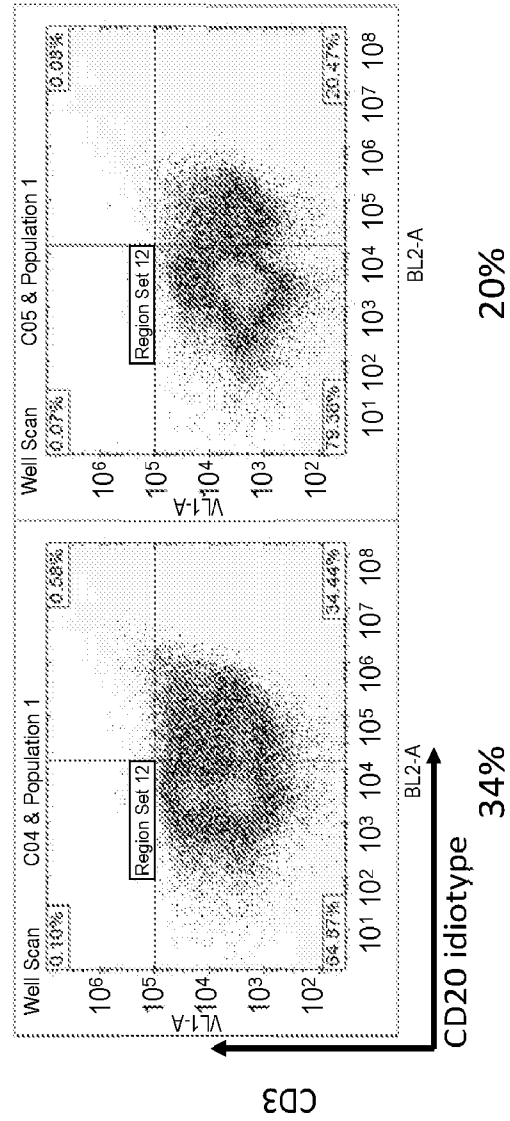 Well Scan
C04 & Population 1
0.10%
0.58%
Region Set 12
64.87%
34.44%
VL1-A
10⁶
10⁵
10⁴
10³
10²
10¹ 10² 10³ 10⁴ 10⁵ 10⁶ 10⁷ 10⁸
BL2-A
Well Scan
C05 & Population 1
0.07%
0.08%
Region Set 12
79.38%
20.47%
VL1-A
10⁶
10⁵
10⁴
10³
10²
10¹ 10² 10³ 10⁴ 10⁵ 10⁶ 10⁷ 10⁸
BL2-A
CD3
CD20 idiotype
34%
20%